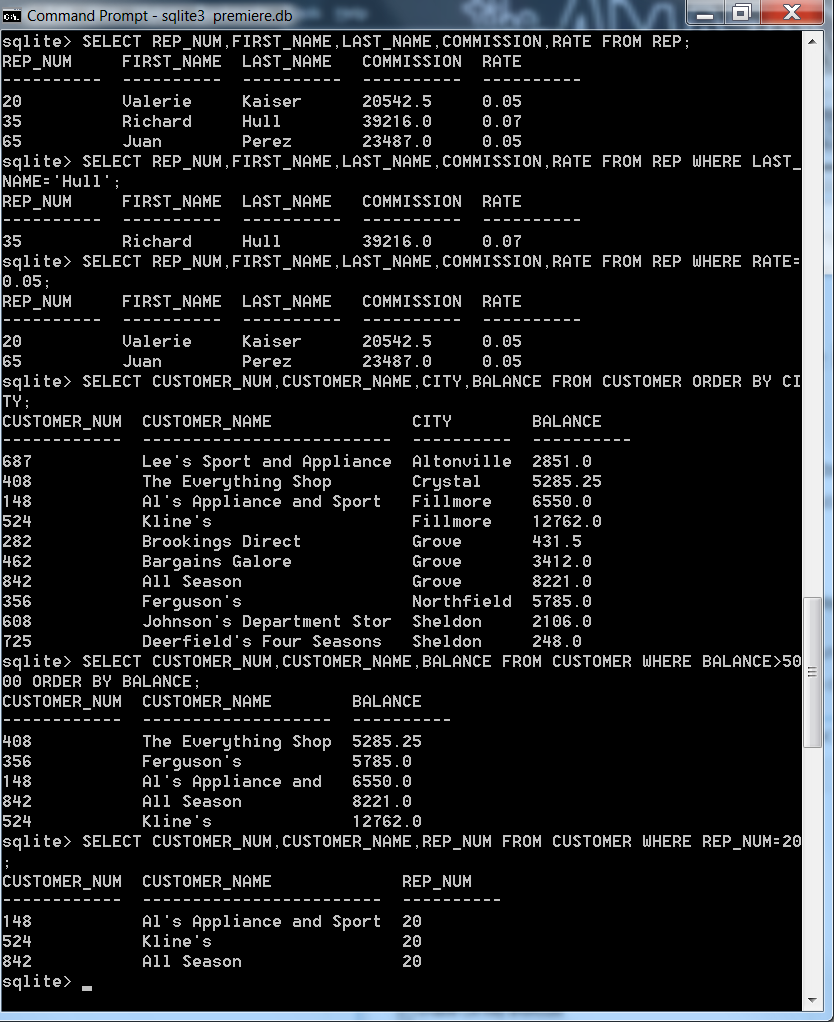 Command Prompt - sqlite3  premiere.db
sqlite> SELECT REP_NUM,FIRST_NAME,LAST_NAME,COMMISSION,RATE FROM REP;
REP_NUM     FIRST_NAME  LAST_NAME   COMMISSION  RATE
----------  ----------  ----------  ----------  ----------
20          Valerie     Kaiser      20542.5     0.05
35          Richard     Hull        39216.0     0.07
65          Juan        Perez       23487.0     0.05
sqlite> SELECT REP_NUM,FIRST_NAME,LAST_NAME,COMMISSION,RATE FROM REP WHERE LAST_
NAME='Hull';
REP_NUM     FIRST_NAME  LAST_NAME   COMMISSION  RATE
----------  ----------  ----------  ----------  ----------
35          Richard     Hull        39216.0     0.07
sqlite> SELECT REP_NUM,FIRST_NAME,LAST_NAME,COMMISSION,RATE FROM REP WHERE RATE=
0.05;
REP_NUM     FIRST_NAME  LAST_NAME   COMMISSION  RATE
----------  ----------  ----------  ----------  ----------
20          Valerie     Kaiser      20542.5     0.05
65          Juan        Perez       23487.0     0.05
sqlite> SELECT CUSTOMER_NUM,CUSTOMER_NAME,CITY,BALANCE FROM CUSTOMER ORDER BY CI
TY;
CUSTOMER_NUM  CUSTOMER_NAME              CITY        BALANCE
------------  -------------------------  ----------  ----------
687           Lee's Sport and Appliance  Altonville  2851.0
408           The Everything Shop        Crystal     5285.25
148           Al's Appliance and Sport   Fillmore    6550.0
524           Kline's                    Fillmore    12762.0
282           Brookings Direct           Grove       431.5
462           Bargains Galore            Grove       3412.0
842           All Season                 Grove       8221.0
356           Ferguson's                 Northfield  5785.0
608           Johnson's Department Stor  Sheldon     2106.0
725           Deerfield's Four Seasons   Sheldon     248.0
sqlite> SELECT CUSTOMER_NUM,CUSTOMER_NAME,BALANCE FROM CUSTOMER WHERE BALANCE>50
00 ORDER BY BALANCE;
CUSTOMER_NUM  CUSTOMER_NAME        BALANCE
------------  -------------------  ----------
408           The Everything Shop  5285.25
356           Ferguson's           5785.0
148           Al's Appliance and   6550.0
842           All Season           8221.0
524           Kline's              12762.0
sqlite> SELECT CUSTOMER_NUM,CUSTOMER_NAME,REP_NUM FROM CUSTOMER WHERE REP_NUM=20
;
CUSTOMER_NUM  CUSTOMER_NAME             REP_NUM
------------  ------------------------  ----------
148           Al's Appliance and Sport  20
524           Kline's                   20
842           All Season                20
sqlite> _